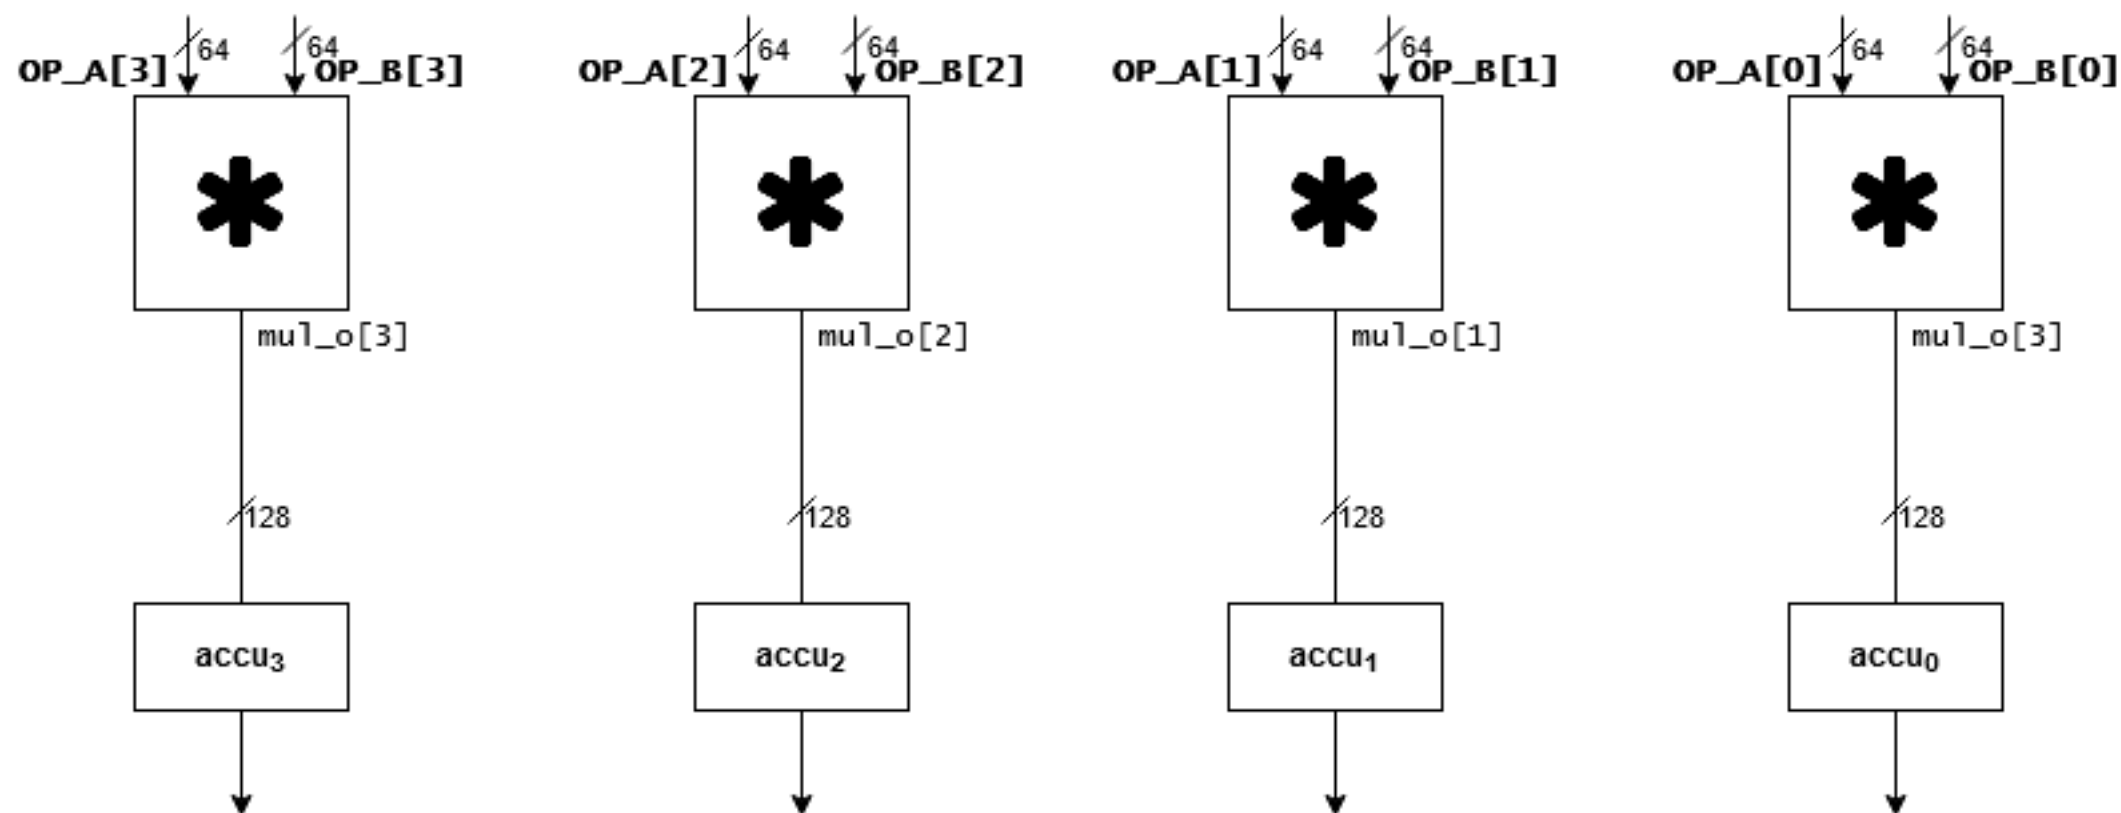 64 64 64 64 64 64 64 64
OP_A[3] OP_B[3] OP_A[2] OP_B[2] OP_A[1] OP_B[1] OP_A[0] OP_B[0]
mul_o[3] mul_o[2] mul_o[1] mul_o[3]
128 128 128 128
accu3 accu2 accu1 accu0